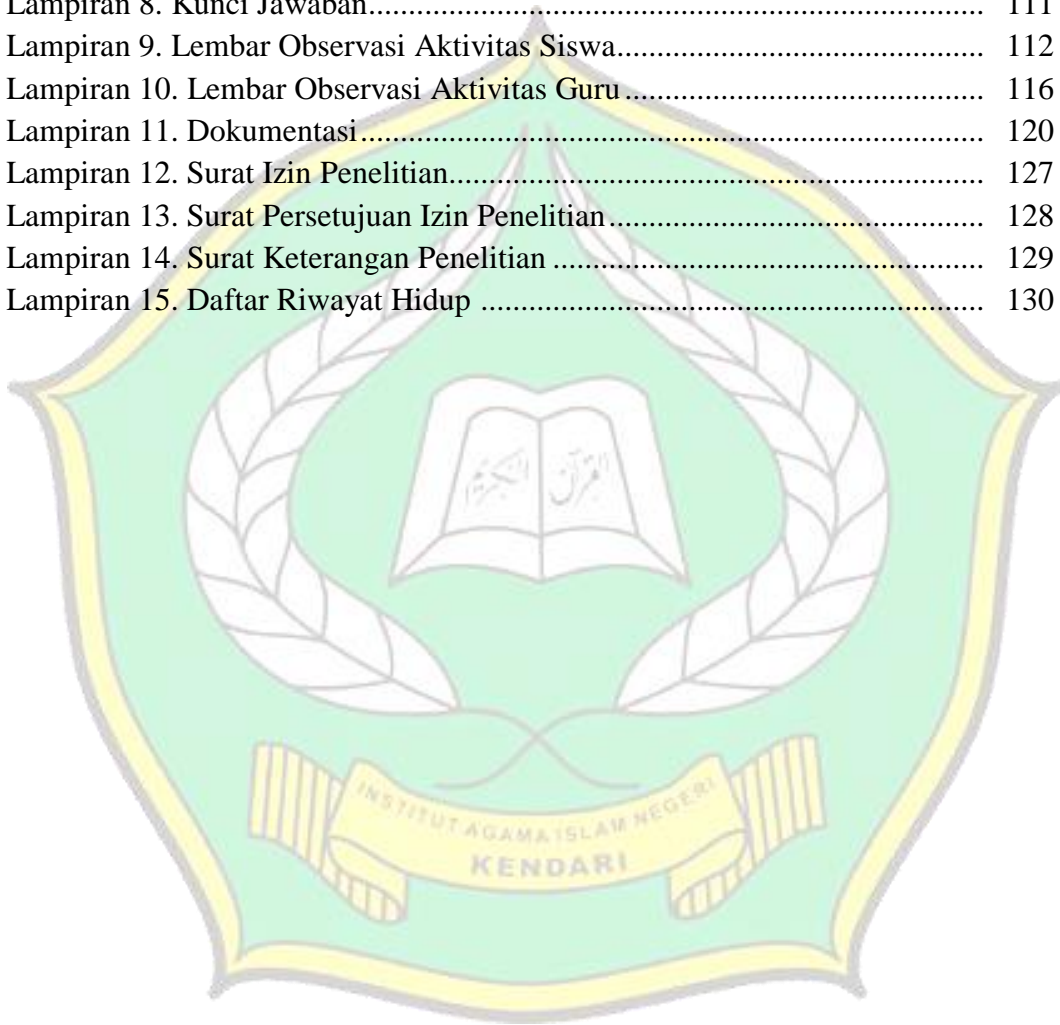 Lampiran 8. Kunci Jawaban........................................................................... 111
Lampiran 9. Lembar Observasi Aktivitas Siswa............................................. 112
Lampiran 10. Lembar Observasi Aktivitas Guru............................................ 116
Lampiran 11. Dokumentasi............................................................................. 120
Lampiran 12. Surat Izin Penelitian.................................................................. 127
Lampiran 13. Surat Persetujuan Izin Penelitian.............................................. 128
Lampiran 14. Surat Keterangan Penelitian ..................................................... 129
Lampiran 15. Daftar Riwayat Hidup .............................................................. 130
القرآن الكريم
INSTITUT AGAMA ISLAM NEGERI
KENDARI